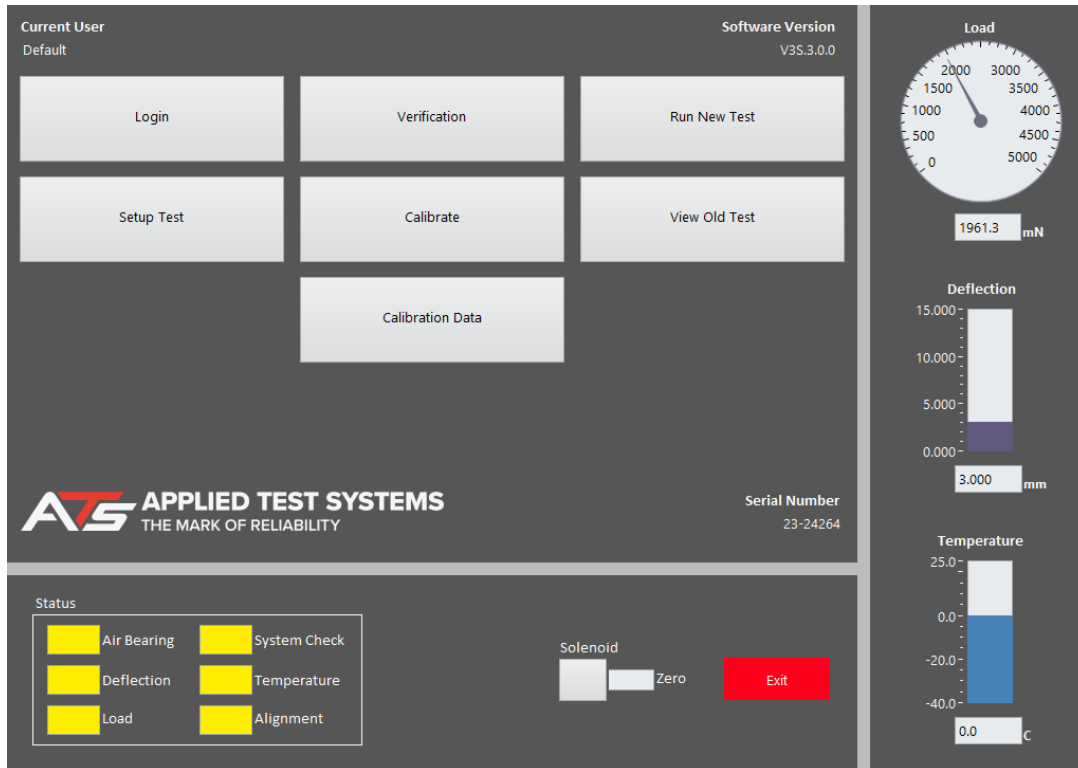 Current User
Default
Software Version
V3S.3.0.0
Login
Verification
Run New Test
Setup Test
Calibrate
View Old Test
Calibration Data
ATS APPLIED TEST SYSTEMS
THE MARK OF RELIABILITY
Serial Number
23-24264
Status
Air Bearing
System Check
Deflection
Temperature
Load
Alignment
Solenoid
Zero
Exit
Load
0
500
1000
1500
2000
3000
3500
4000
4500
5000
1961.3 mN
Deflection
15.000
10.000
5.000
0.000
3.000 mm
Temperature
25.0
0.0
-20.0
-40.0
0.0 C